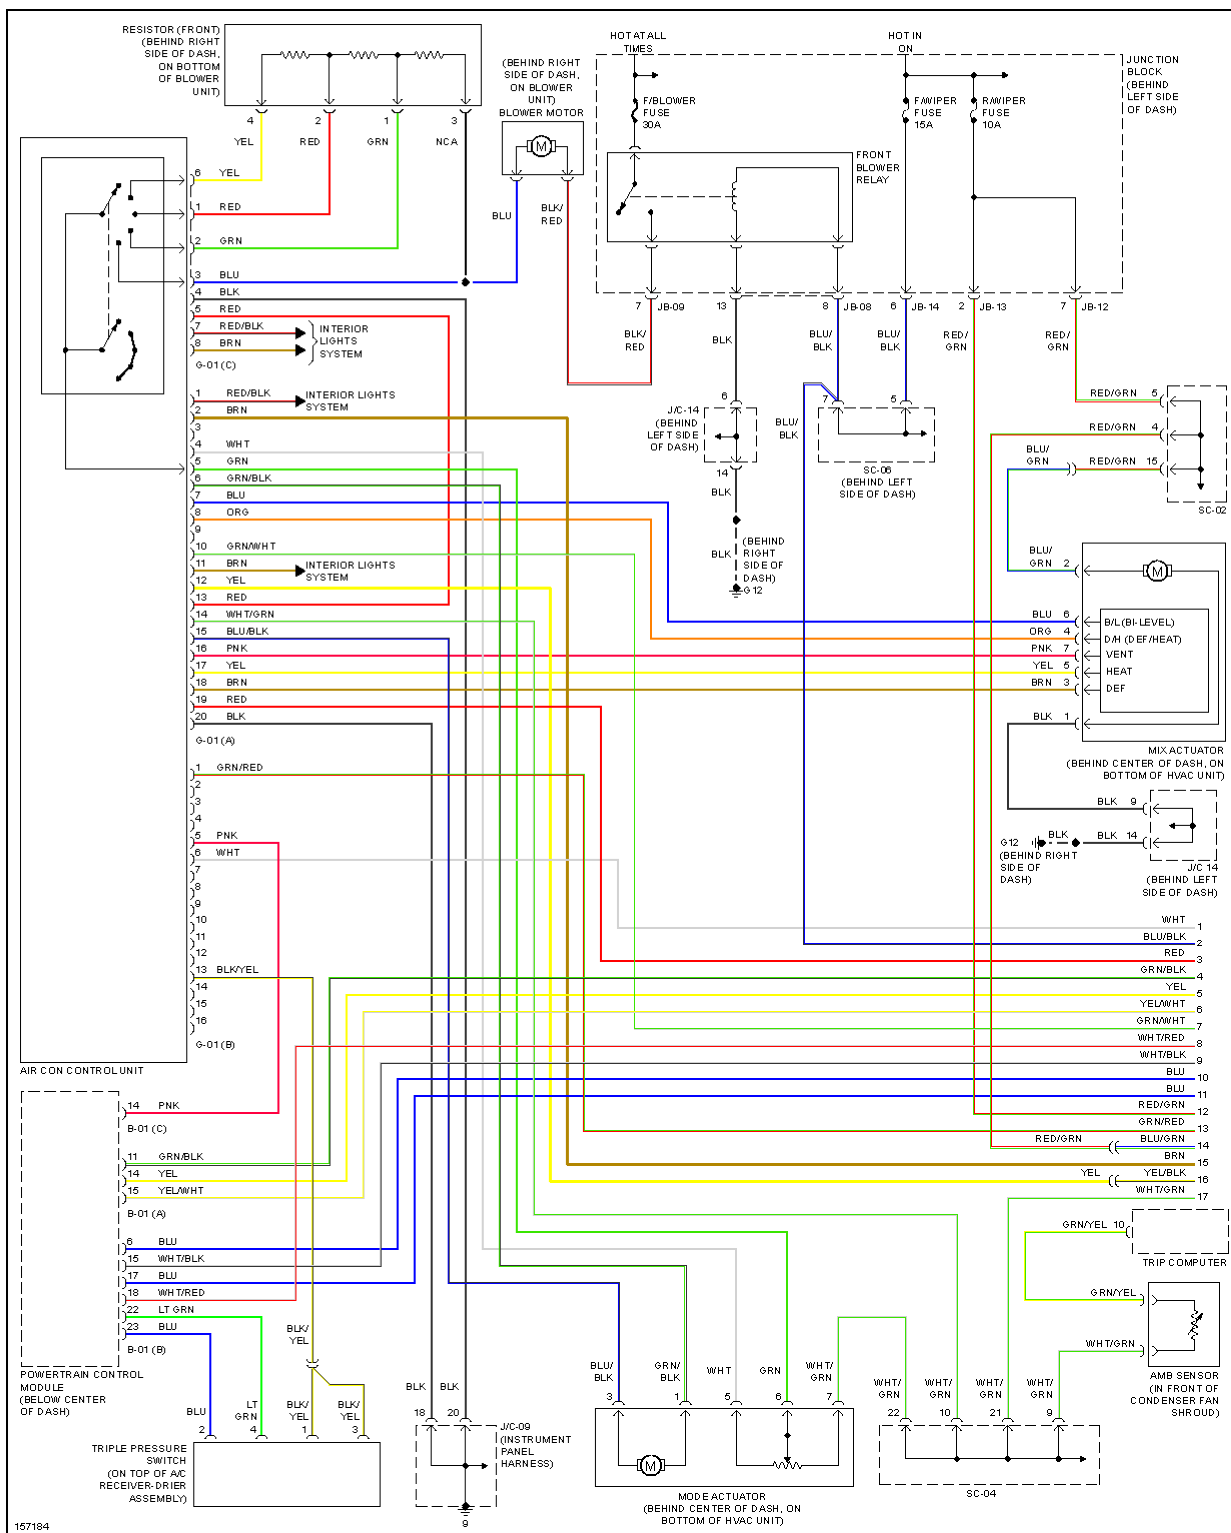 RESISTOR (FRONT)
(BEHIND RIGHT
SIDE OF DASH,
ON BOTTOM
OF BLOWER
UNIT)
4 2 1 3
YEL RED GRN NCA
(BEHIND RIGHT
SIDE OF DASH,
ON BLOWER
UNIT)
BLOWER MOTOR
M
BLU
BLK/
RED
HOT AT ALL
TIMES
HOT IN
ON
JUNCTION
BLOCK
(BEHIND
LEFT SIDE
OF DASH)
F/BLOWER
FUSE
30A
F/WIPER
FUSE
15A
R/WIPER
FUSE
10A
FRONT
BLOWER
RELAY
7 JB-09 13 8 JB-08 6 JB-14 2 JB-13 7 JB-12
BLK/
RED
BLK
BLU/
BLK
BLU/
BLK
RED/
GRN
RED/
GRN
6 YEL
1 RED
2 GRN
3 BLU
4 BLK
5 RED
7 RED/BLK
8 BRN
INTERIOR
LIGHTS
SYSTEM
G-01 (C)
1 RED/BLK
INTERIOR LIGHTS
SYSTEM
2 BRN
3
4 WHT
5 GRN
6 GRN/BLK
7 BLU
8 ORG
9
10 GRN/WHT
11 BRN
INTERIOR LIGHTS
SYSTEM
12 YEL
13 RED
14 WHT/GRN
15 BLU/BLK
16 PNK
17 YEL
18 BRN
19 RED
20 BLK
G-01 (A)
1 GRN/RED
2
3
4
5 PNK
6 WHT
7
8
9
10
11
12
13 BLK/YEL
14
15
16
G-01 (B)
AIR CON CONTROL UNIT
6
J/C-14
(BEHIND
LEFT SIDE
OF DASH)
14
BLK
BLK
(BEHIND
RIGHT
SIDE OF
DASH)
G12
BLU/
BLK
7 5
SC-06
(BEHIND LEFT
SIDE OF DASH)
RED/GRN 5
RED/GRN 4
BLU/
GRN
RED/GRN 15
SC-02
BLU/
GRN 2
M
BLU 6 B/L (BI-LEVEL)
ORG 4 D/H (DEF/HEAT)
PNK 7 VENT
YEL 5 HEAT
BRN 3 DEF
BLK 1
MIX ACTUATOR
(BEHIND CENTER OF DASH, ON
BOTTOM OF HVAC UNIT)
BLK 9
BLK
BLK 14
G12
(BEHIND RIGHT
SIDE OF
DASH)
J/C 14
(BEHIND LEFT
SIDE OF DASH)
WHT 1
BLU/BLK 2
RED 3
GRN/BLK 4
YEL 5
YEL/WHT 6
GRN/WHT 7
WHT/RED 8
WHT/BLK 9
BLU 10
BLU 11
RED/GRN 12
GRN/RED 13
RED/GRN BLU/GRN 14
BRN 15
YEL YEL/BLK 16
WHT/GRN 17
14 PNK
B-01 (C)
11 GRN/BLK
14 YEL
15 YEL/WHT
B-01 (A)
6 BLU
15 WHT/BLK
17 BLU
18 WHT/RED
22 LT GRN
23 BLU
B-01 (B)
POWERTRAIN CONTROL
MODULE
(BELOW CENTER
OF DASH)
GRN/YEL 10
TRIP COMPUTER
GRN/YEL
WHT/GRN
AMB SENSOR
(IN FRONT OF
CONDENSER FAN
SHROUD)
BLK/
YEL
BLU
LT
GRN
BLK/
YEL
BLK/
YEL
2 4 1 3
TRIPLE PRESSURE
SWITCH
(ON TOP OF A/C
RECEIVER-DRIER
ASSEMBLY)
BLK BLK
18 20
J/C-09
(INSTRUMENT
PANEL
HARNESS)
9
BLU/
BLK
GRN/
BLK
WHT
GRN
WHT/
GRN
3 1 5 6 7
M
MODE ACTUATOR
(BEHIND CENTER OF DASH, ON
BOTTOM OF HVAC UNIT)
WHT/
GRN
WHT/
GRN
WHT/
GRN
WHT/
GRN
22 10 21 9
SC-04
157184